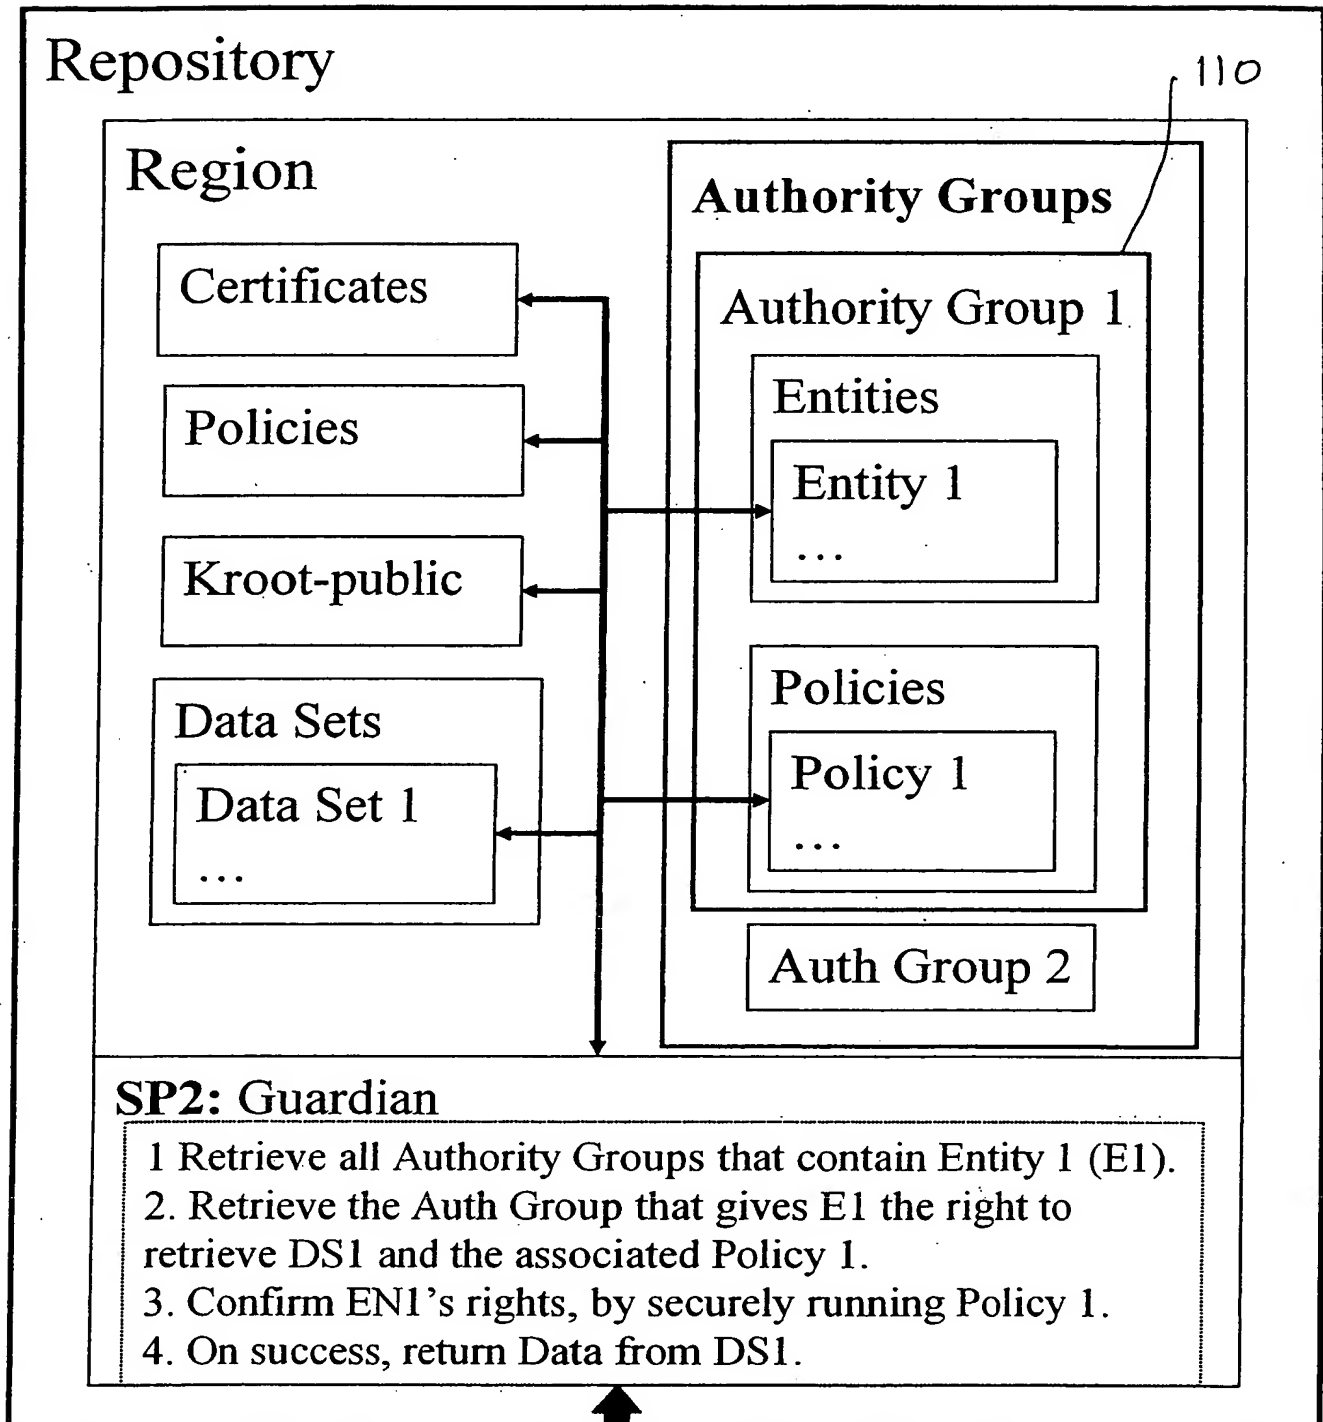 Repository
110
Region
Authority Groups
Certificates
Authority Group 1
Policies
Entities
Entity 1
...
Kroot-public
Data Sets
Data Set 1
...
Policies
Policy 1
...
Auth Group 2
SP2: Guardian
1 Retrieve all Authority Groups that contain Entity 1 (E1).
2. Retrieve the Auth Group that gives E1 the right to
retrieve DS1 and the associated Policy 1.
3. Confirm EN1's rights, by securely running Policy 1.
4. On success, return Data from DS1.